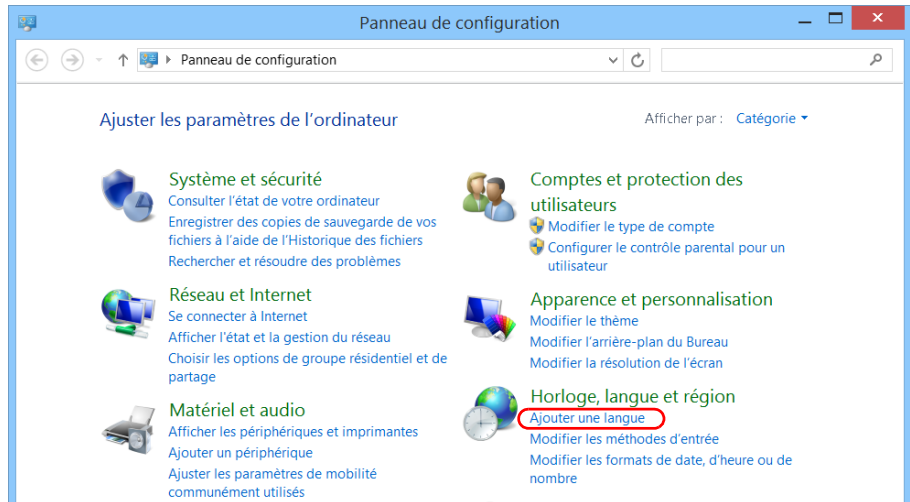 Panneau de configuration
Panneau de configuration
Ajuster les paramètres de l'ordinateur
Afficher par : Catégorie
Système et sécurité
Consulter l'état de votre ordinateur
Enregistrer des copies de sauvegarde de vos
fichiers à l'aide de l'Historique des fichiers
Rechercher et résoudre des problèmes
Réseau et Internet
Se connecter à Internet
Afficher l'état et la gestion du réseau
Choisir les options de groupe résidentiel et de
partage
Matériel et audio
Afficher les périphériques et imprimantes
Ajouter un périphérique
Ajuster les paramètres de mobilité
communément utilisés
Comptes et protection des
utilisateurs
Modifier le type de compte
Configurer le contrôle parental pour un
utilisateur
Apparence et personnalisation
Modifier le thème
Modifier l'arrière-plan du Bureau
Modifier la résolution de l'écran
Horloge, langue et région
Ajouter une langue
Modifier les méthodes d'entrée
Modifier les formats de date, d'heure ou de
nombre